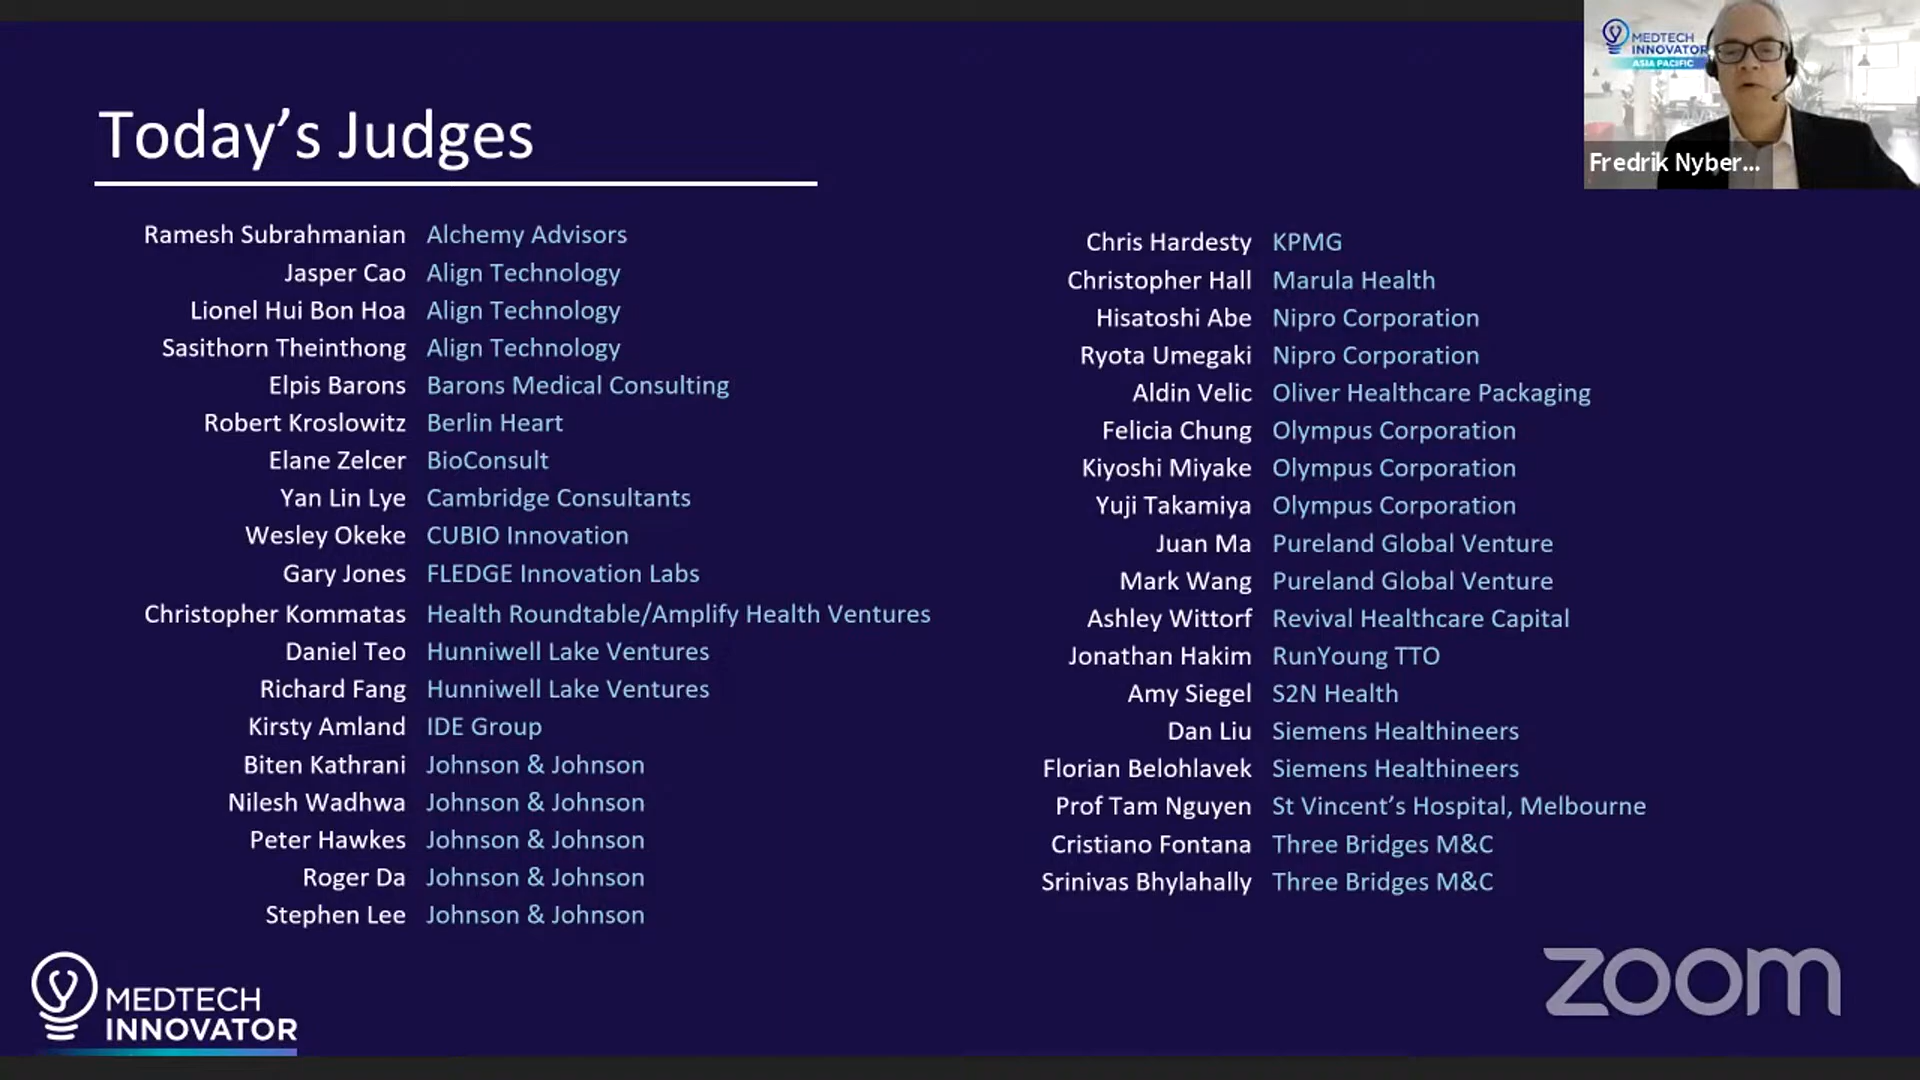 Today's Judges
Ramesh Subrahmanian Alchemy Advisors
Jasper Cao Align Technology
Lionel Hui Bon Hoa Align Technology
Sasithorn Theinthong Align Technology
Elpis Barons Barons Medical Consulting
Robert Kroslowitz Berlin Heart
Elane Zelcer BioConsult
Yan Lin Lye Cambridge Consultants
Wesley Okeke CUBIO Innovation
Gary Jones FLEDGE Innovation Labs
Christopher Kommatas Health Roundtable/Amplify Health Ventures
Daniel Teo Hunniwell Lake Ventures
Richard Fang Hunniwell Lake Ventures
Kirsty Amland IDE Group
Biten Kathrani Johnson & Johnson
Nilesh Wadhwa Johnson & Johnson
Peter Hawkes Johnson & Johnson
Roger Da Johnson & Johnson
Stephen Lee Johnson & Johnson
Chris Hardesty KPMG
Christopher Hall Marula Health
Hisatoshi Abe Nipro Corporation
Ryota Umegaki Nipro Corporation
Aldin Velic Oliver Healthcare Packaging
Felicia Chung Olympus Corporation
Kiyoshi Miyake Olympus Corporation
Yuji Takamiya Olympus Corporation
Juan Ma Pureland Global Venture
Mark Wang Pureland Global Venture
Ashley Wittorf Revival Healthcare Capital
Jonathan Hakim RunYoung TTO
Amy Siegel S2N Health
Dan Liu Siemens Healthineers
Florian Belohlavek Siemens Healthineers
Prof Tam Nguyen St Vincent's Hospital, Melbourne
Cristiano Fontana Three Bridges M&C
Srinivas Bhylahally Three Bridges M&C
MEDTECH
INNOVATOR
ASIA PACIFIC
Fredrik Nyber...
MEDTECH
INNOVATOR
zoom